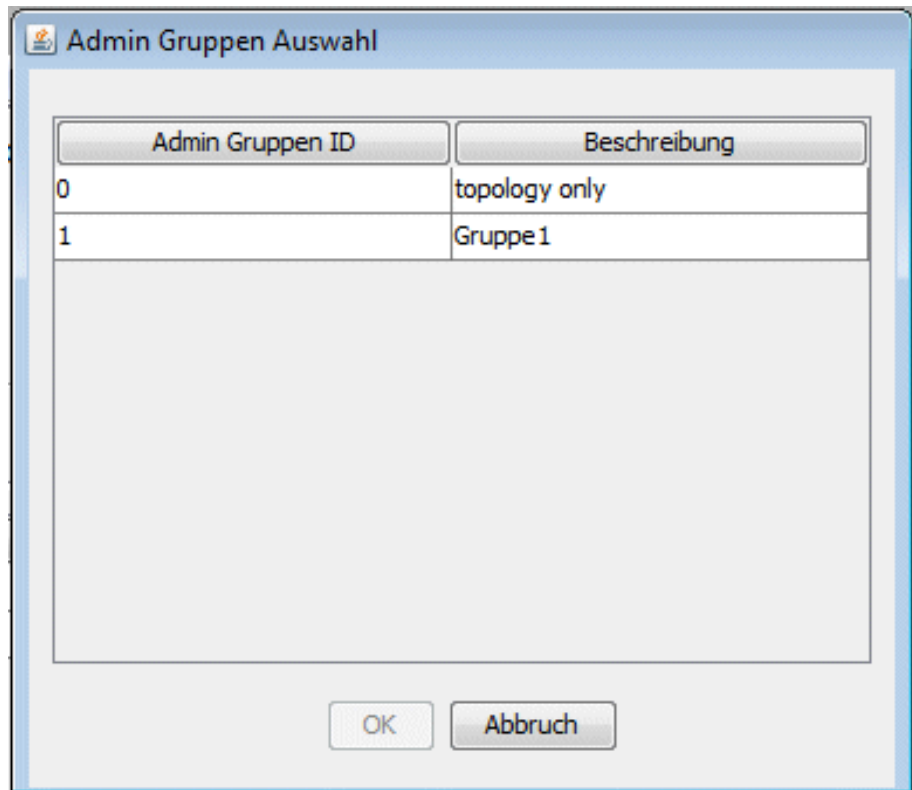 Admin Gruppen Auswahl
Admin Gruppen ID Beschreibung
0 topology only
1 Gruppe1
OK Abbruch